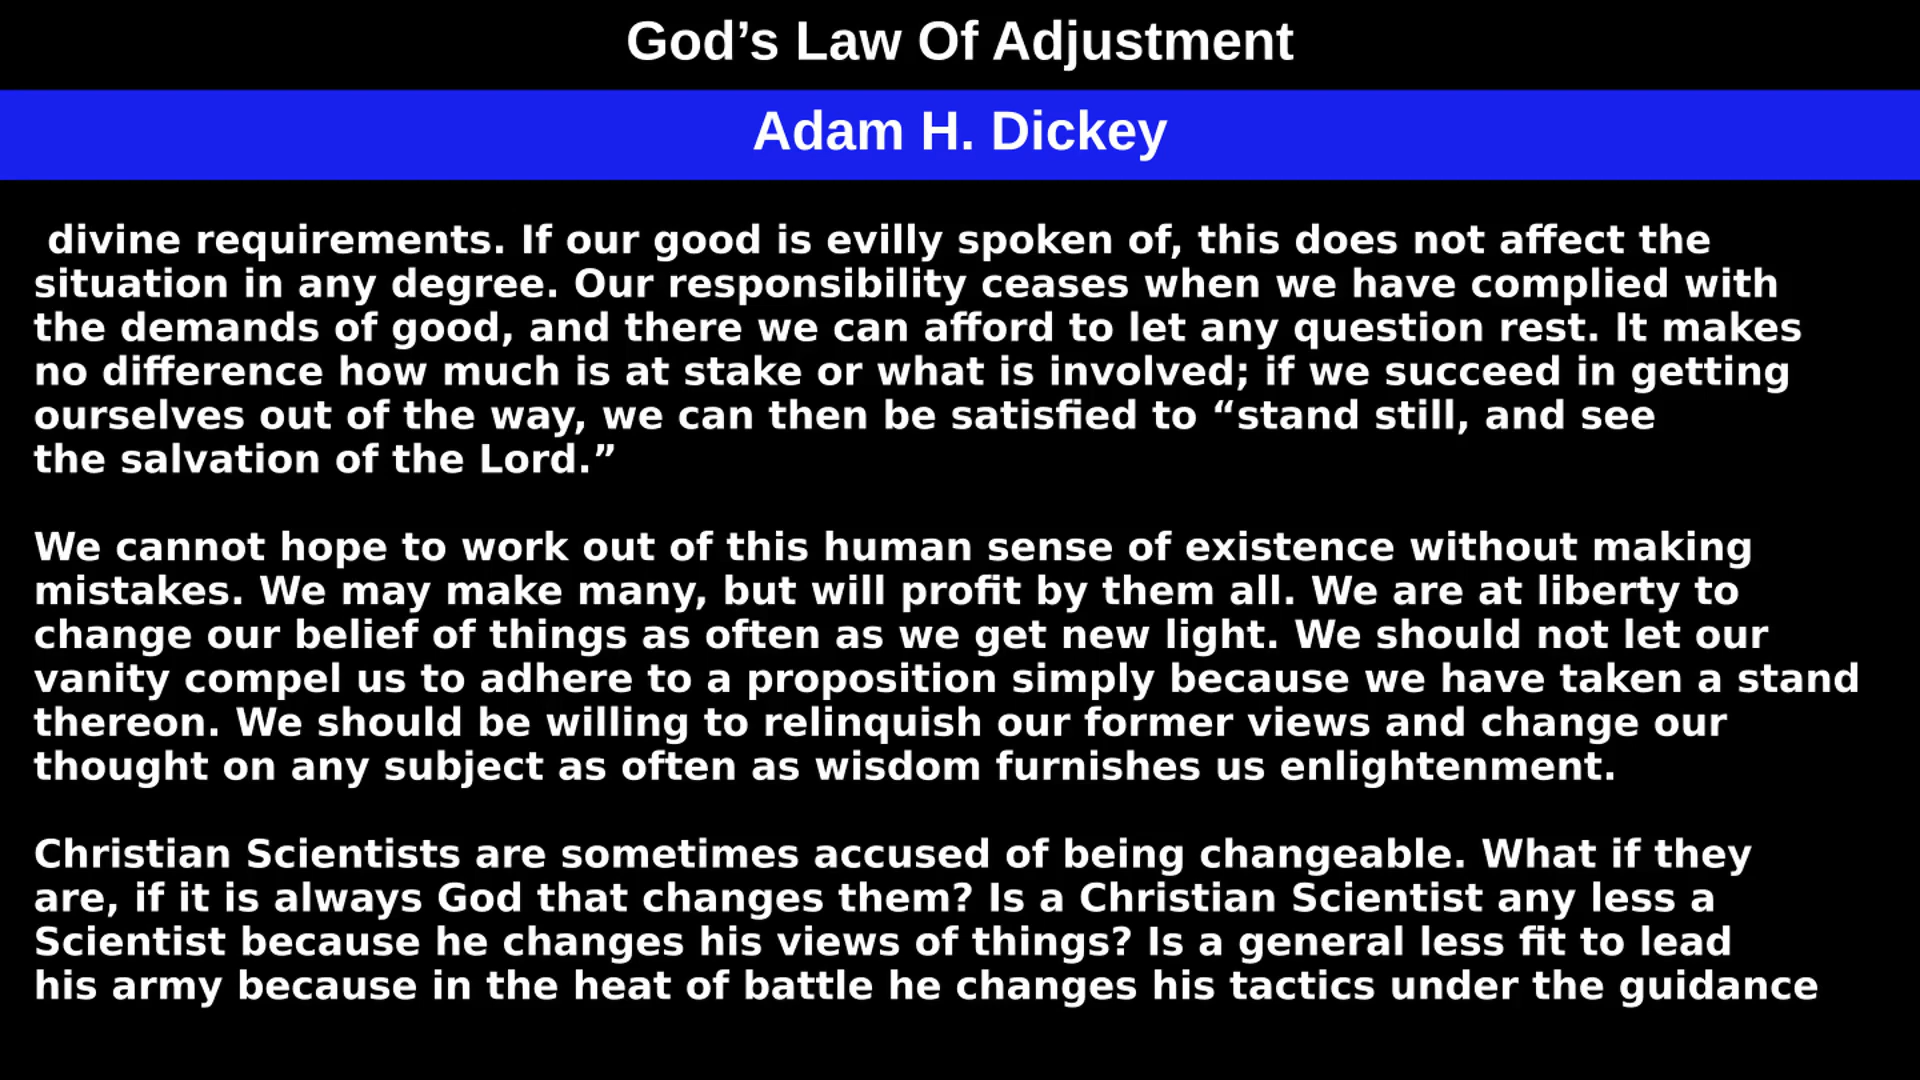 God’s Law Of Adjustment
Adam H. Dickey
divine requirements. If our good is evilly spoken of, this does not affect the
situation in any degree. Our responsibility ceases when we have complied with
the demands of good, and there we can afford to let any question rest. It makes
no difference how much is at stake or what is involved; if we succeed in getting
ourselves out of the way, we can then be satisfied to “stand still, and see
the salvation of the Lord.”
We cannot hope to work out of this human sense of existence without making
mistakes. We may make many, but will profit by them all. We are at liberty to
change our belief of things as often as we get new light. We should not let our
vanity compel us to adhere to a proposition simply because we have taken a stand
thereon. We should be willing to relinquish our former views and change our
thought on any subject as often as wisdom furnishes us enlightenment.
Christian Scientists are sometimes accused of being changeable. What if they
are, if it is always God that changes them? Is a Christian Scientist any less a
Scientist because he changes his views of things? Is a general less fit to lead
his army because in the heat of battle he changes his tactics under the guidance